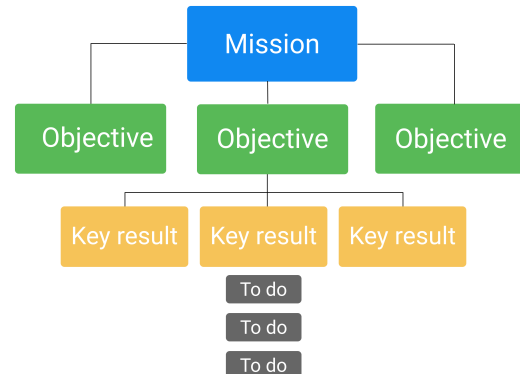 Mission
Objective Objective Objective
Key result Key result Key result
To do
To do
To do